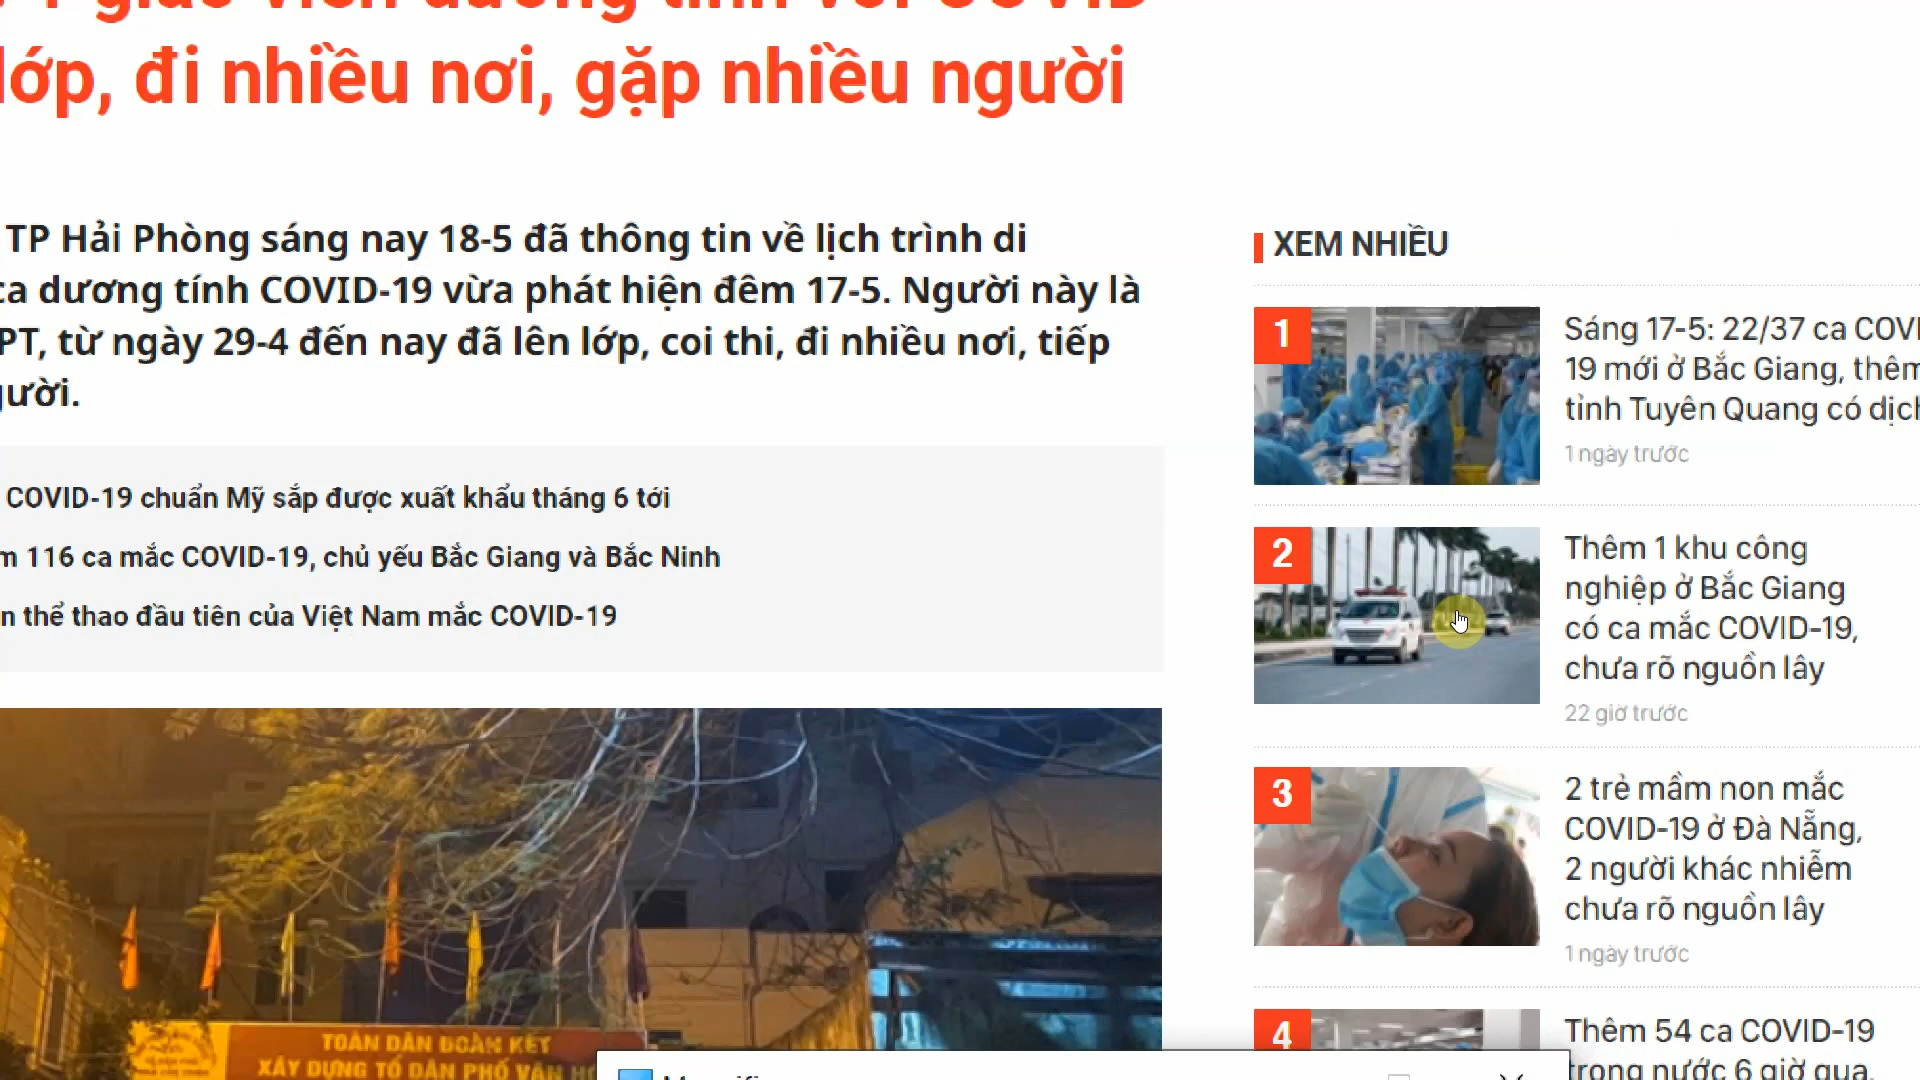 giáo viên dương tính với COVID
lớp, đi nhiều nơi, gặp nhiều người
TP Hải Phòng sáng nay 18-5 đã thông tin về lịch trình di
ca dương tính COVID-19 vừa phát hiện đêm 17-5. Người này là
PT, từ ngày 29-4 đến nay đã lên lớp, coi thi, đi nhiều nơi, tiếp
gười.
COVID-19 chuẩn Mỹ sắp được xuất khẩu tháng 6 tới
m 116 ca mắc COVID-19, chủ yếu Bắc Giang và Bắc Ninh
n thể thao đầu tiên của Việt Nam mắc COVID-19
TOÀN DÂN ĐOÀN KẾT
XÂY DỰNG TỔ DÂN PHỐ VĂN H
XEM NHIỀU
1
Sáng 17-5: 22/37 ca COVI
19 mới ở Bắc Giang, thêm
tỉnh Tuyên Quang có dịch
1 ngày trước
2
Thêm 1 khu công
nghiệp ở Bắc Giang
có ca mắc COVID-19,
chưa rõ nguồn lây
22 giờ trước
3
2 trẻ mầm non mắc
COVID-19 ở Đà Nẵng,
2 người khác nhiễm
chưa rõ nguồn lây
1 ngày trước
4
Thêm 54 ca COVID-19
trong nước 6 giờ qua,